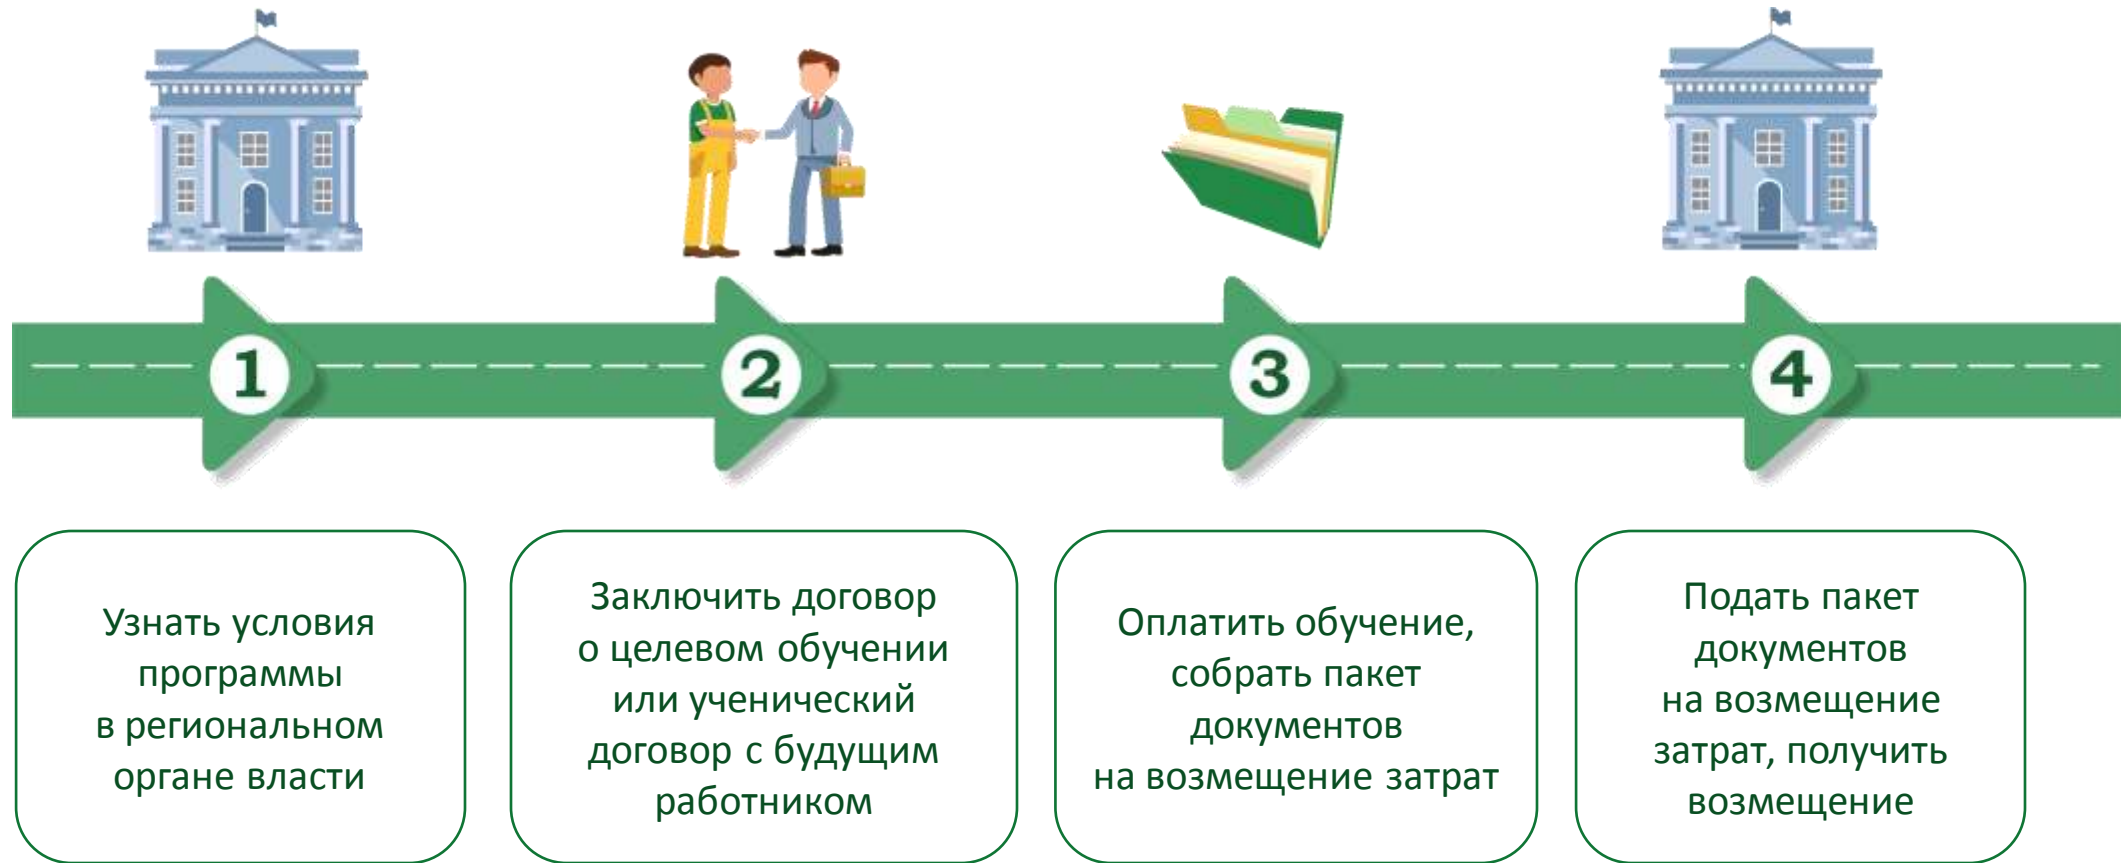 1
2
3
4
Узнать условия
программы
в региональном
органе власти
Заключить договор
о целевом обучении
или ученический
договор с будущим
работником
Оплатить обучение,
собрать пакет
документов
на возмещение затрат
Подать пакет
документов
на возмещение
затрат, получить
возмещение